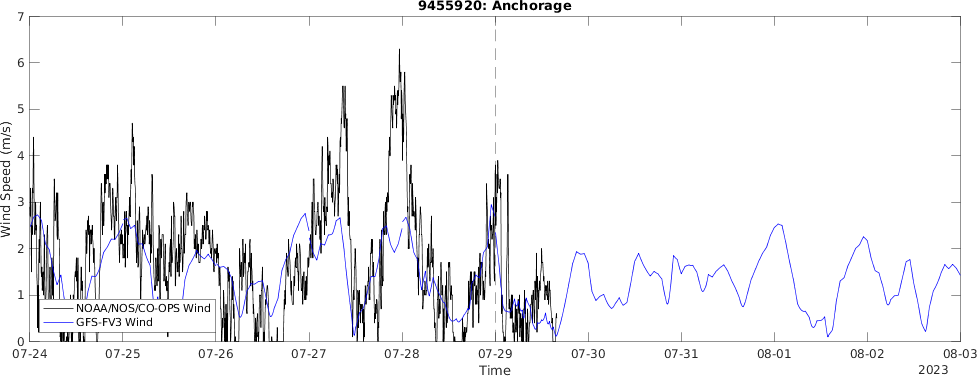 9455920: Anchorage
7
6
5
4
3
2
1
0
Wind Speed (m/s)
NOAA/NOS/CO-OPS Wind
GFS-FV3 Wind
07-24 07-25 07-26 07-27 07-28 07-29 07-30 07-31 08-01 08-02 08-03
Time
2023